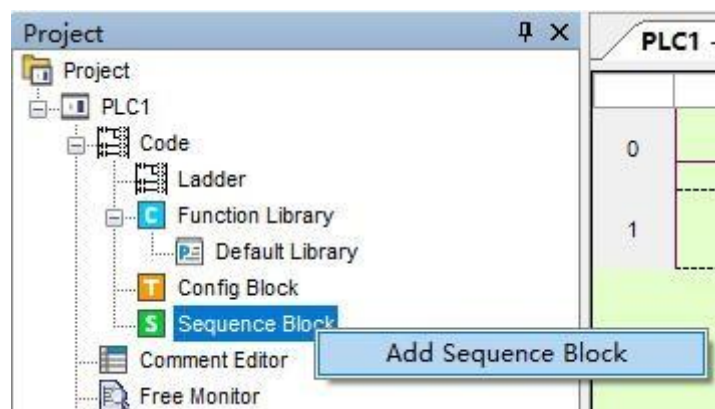 Project
PLC1 -
Project
PLC1
Code
0
Ladder
Function Library
1
Default Library
Config Block
Sequence Block
Add Sequence Block
Comment Editor
Free Monitor